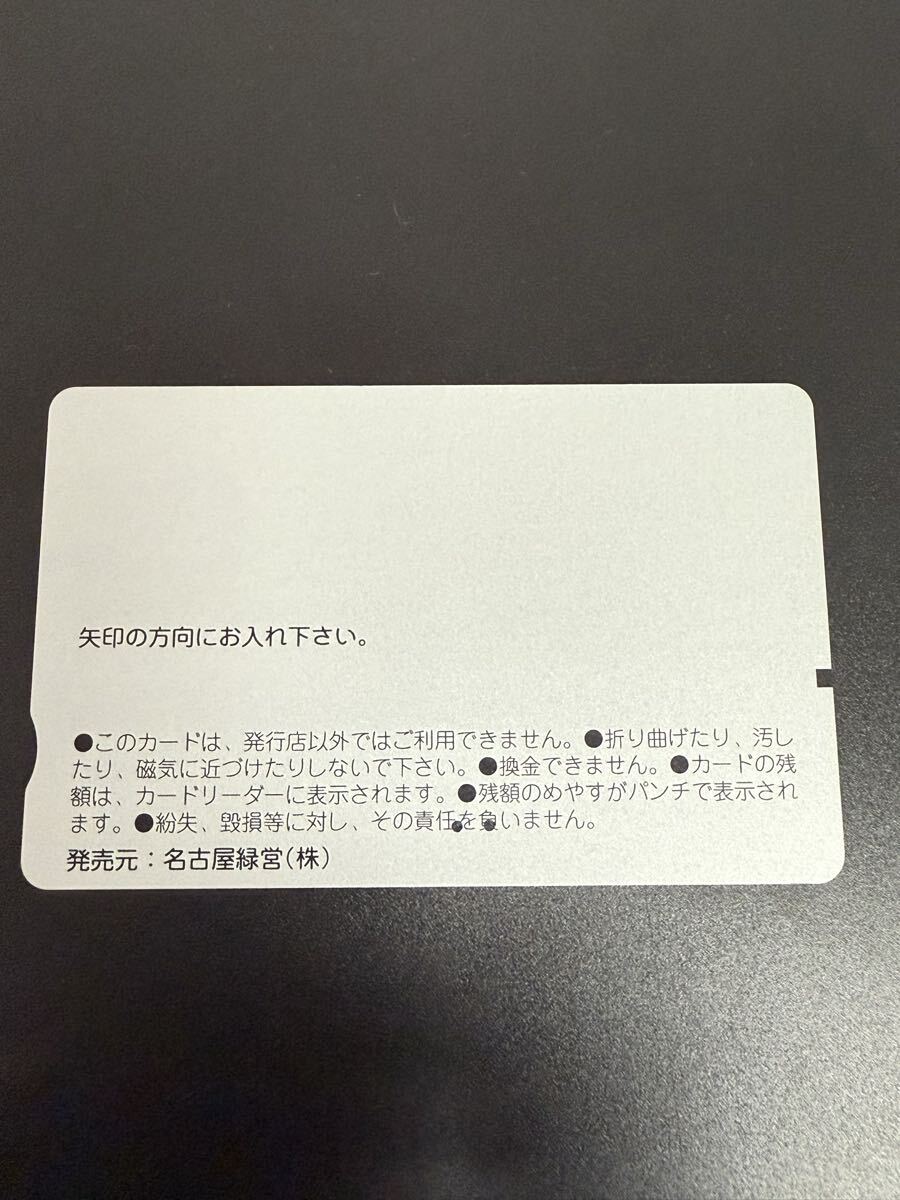 矢印の方向にお入れ下さい。
●このカードは、発行店以外ではご利用できません。●折り曲げたり、汚し
たり、磁気に近づけたりしないで下さい。●換金できません。●カードの残
額は、カードリーダーに表示されます。●残額のめやすがパンチで表示され
ます。●紛失、毀損等に対し、その責任を負いません。
発売元：名古屋緑営（株）